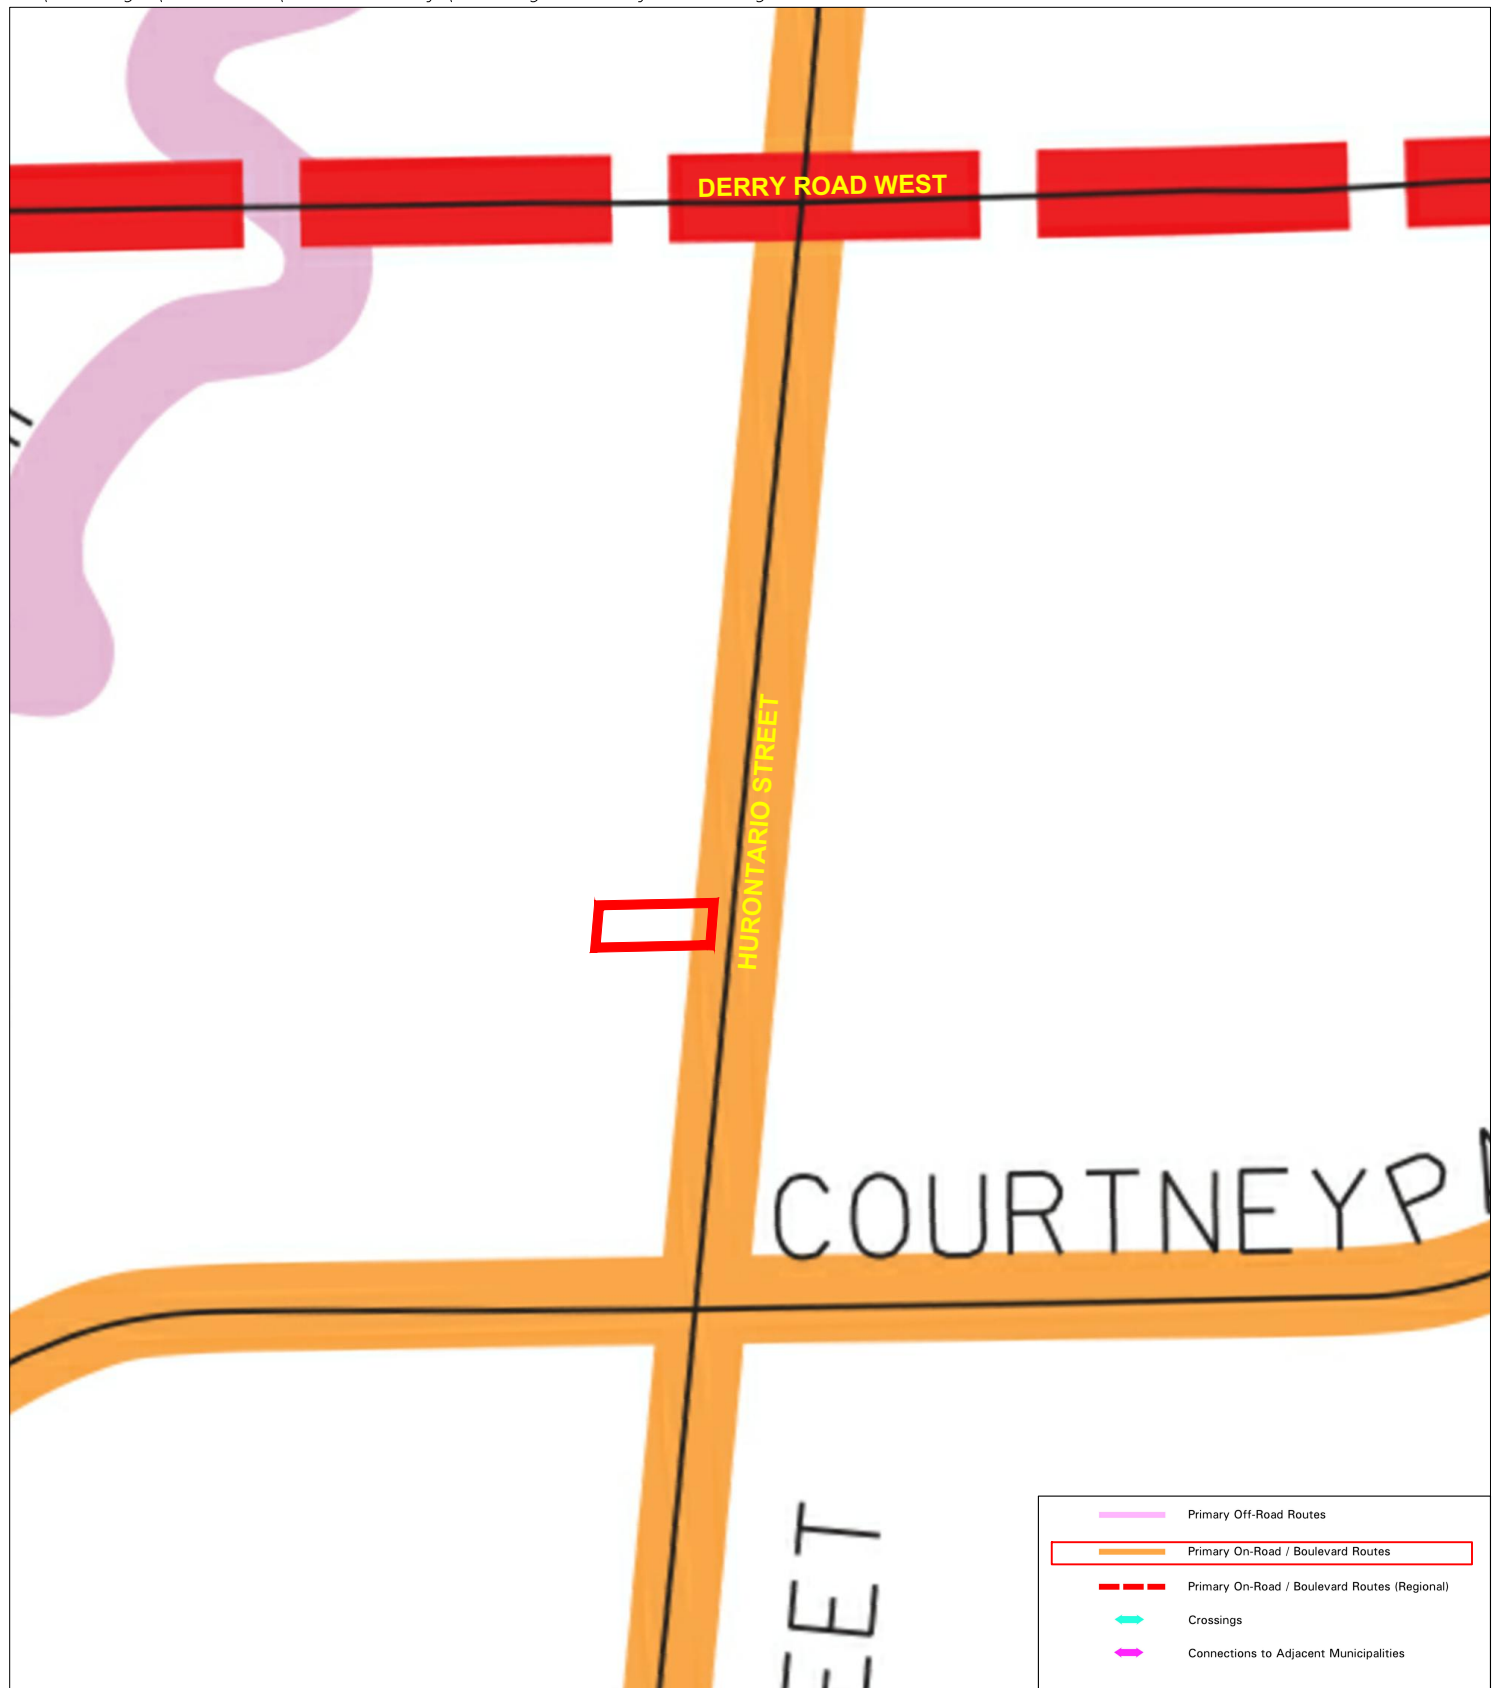 DERRY ROAD WEST
HURONTARIO STREET
COURTNEYP
EET
Primary Off-Road Routes
Primary On-Road / Boulevard Routes
Primary On-Road / Boulevard Routes (Regional)
Crossings
Connections to Adjacent Municipalities